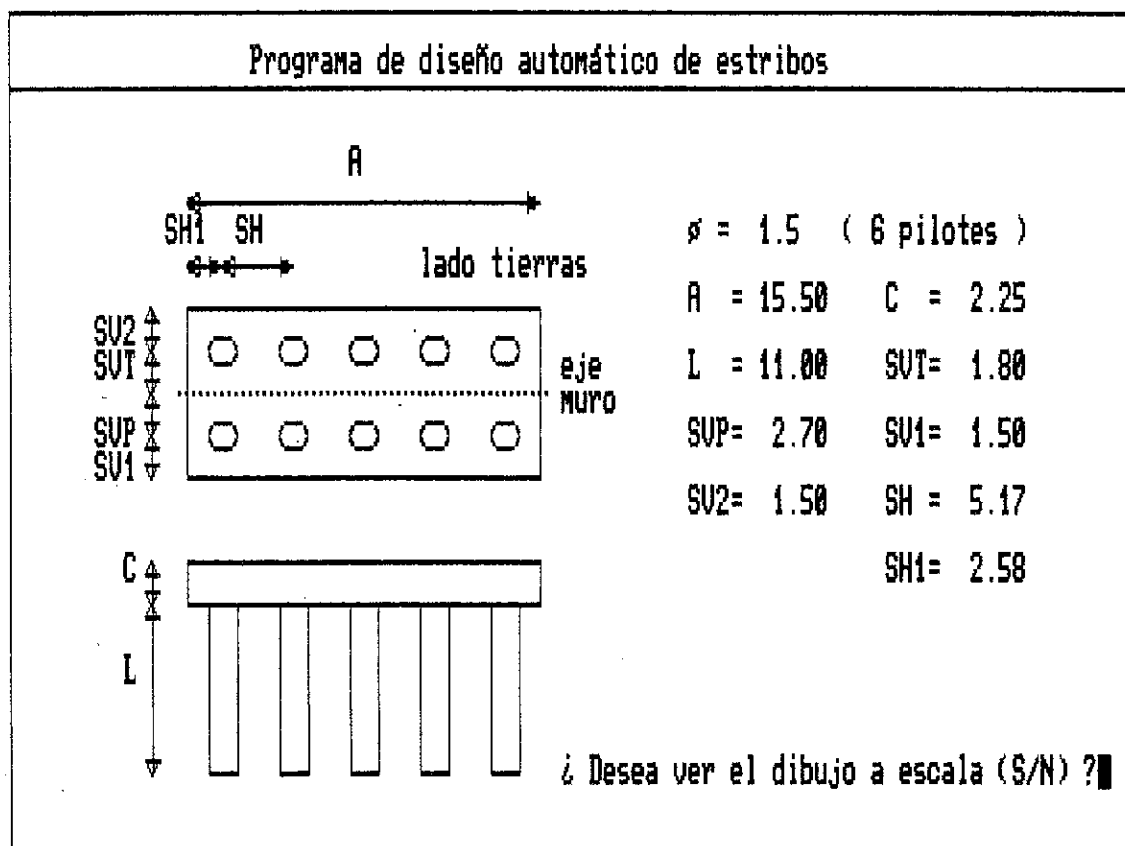 Programa de diseño automático de estribos
A
SH1 SH
lado tierras
SV2
SVT
eje
muro
SVP
SV1
C
L
ø = 1.5 ( 6 pilotes )
A = 15.50 C = 2.25
L = 11.00 SVT= 1.80
SVP= 2.70 SV1= 1.50
SV2= 1.50 SH = 5.17
SH1= 2.58
¿ Desea ver el dibujo a escala (S/N) ?